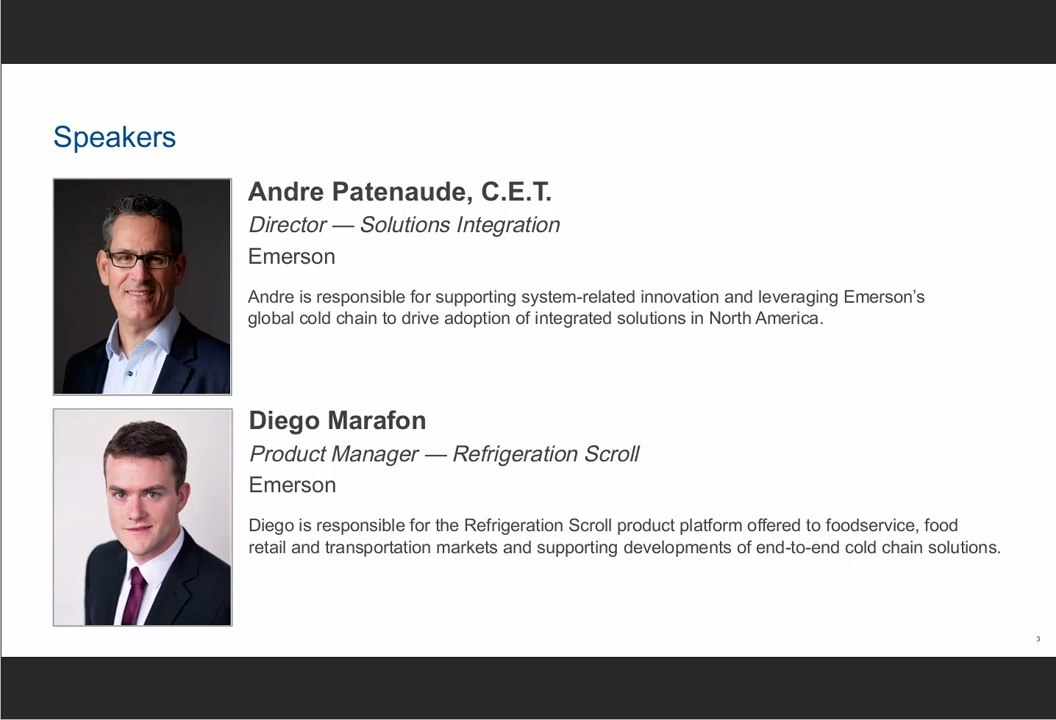 Speakers
Andre Patenaude, C.E.T.
Director — Solutions Integration
Emerson
Andre is responsible for supporting system-related innovation and leveraging Emerson’s
global cold chain to drive adoption of integrated solutions in North America.
Diego Marafon
Product Manager — Refrigeration Scroll
Emerson
Diego is responsible for the Refrigeration Scroll product platform offered to foodservice, food
retail and transportation markets and supporting developments of end-to-end cold chain solutions.
3